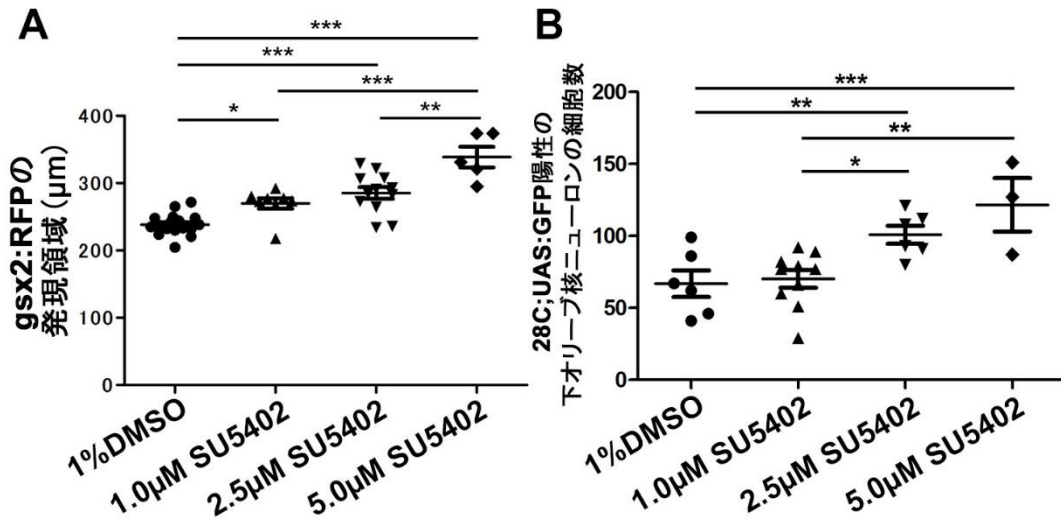 A
***
***
***
*
**
gsx2:RFPの
発現領域(μm)
400
300
200
100
0
1%DMSO
1.0μM SU5402
2.5μM SU5402
5.0μM SU5402
B
***
**
**
*
28C;UAS:GFP陽性の
下オリーブ核ニューロンの細胞数
200
150
100
50
0
1%DMSO
1.0μM SU5402
2.5μM SU5402
5.0μM SU5402